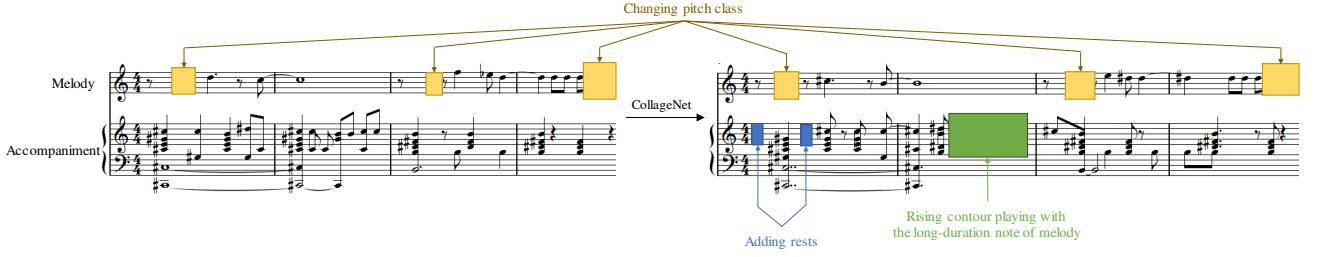 Changing pitch class
Melody
CollageNet
Accompaniment
Rising contour playing with
the long-duration note of melody
Adding rests